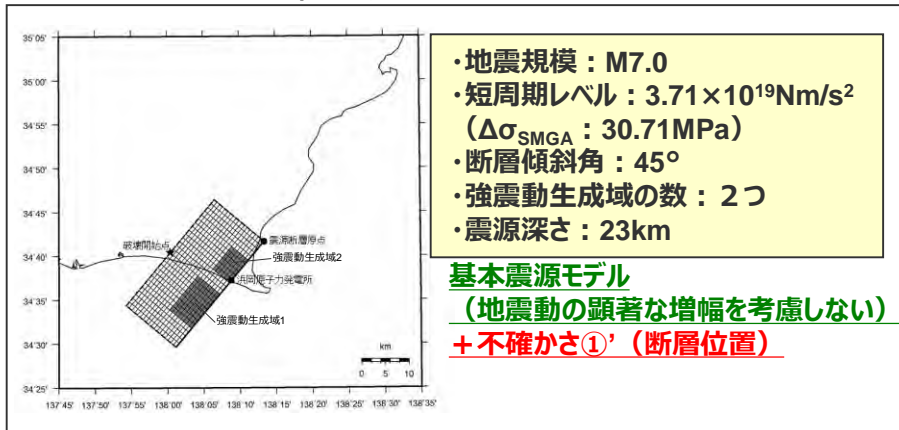 35˚05'
35˚00'
34˚55'
34˚50'
34˚45'
34˚40'
34˚35'
34˚30'
34˚25'
137˚45' 137˚50' 137˚55' 138˚00' 138˚05' 138˚10' 138˚15' 138˚20' 138˚25' 138˚30' 138˚35'
破壊開始点
震源断層原点
強震動生成域2
浜岡原子力発電所
強震動生成域1
km
0 5 10
・地震規模:M7.0
・短周期レベル:3.71×10¹⁹Nm/s²
(Δσ_SMGA:30.71MPa)
・断層傾斜角:45°
・強震動生成域の数:2つ
・震源深さ:23km
基本震源モデル
(地震動の顕著な増幅を考慮しない)
+不確かさ①’(断層位置)